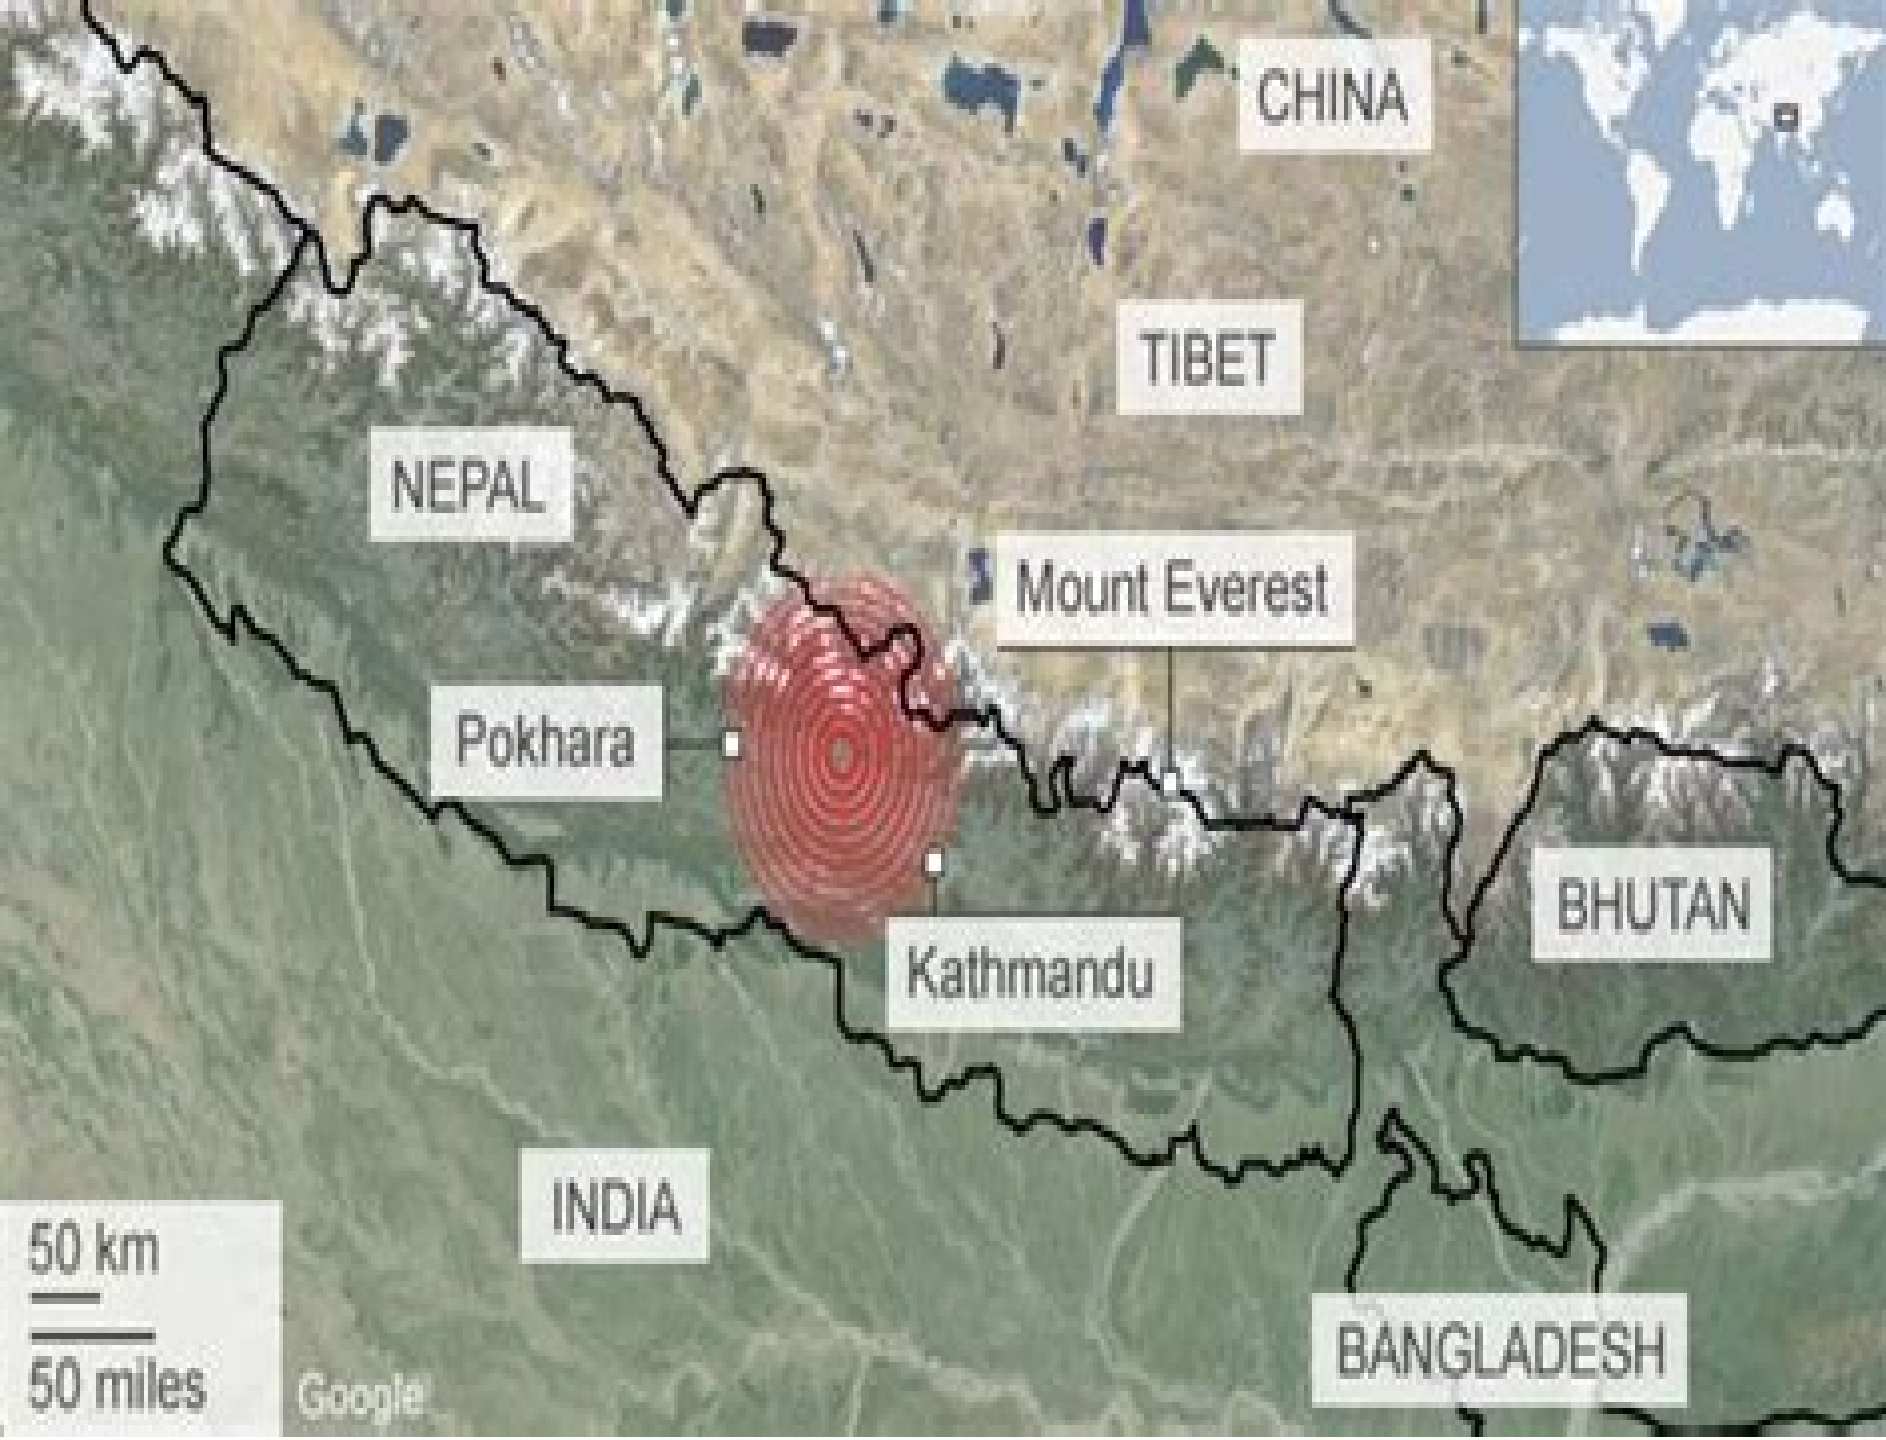 CHINA
TIBET
NEPAL
Mount Everest
Pokhara
BHUTAN
Kathmandu
INDIA
50 km
50 miles
Google
BANGLADESH